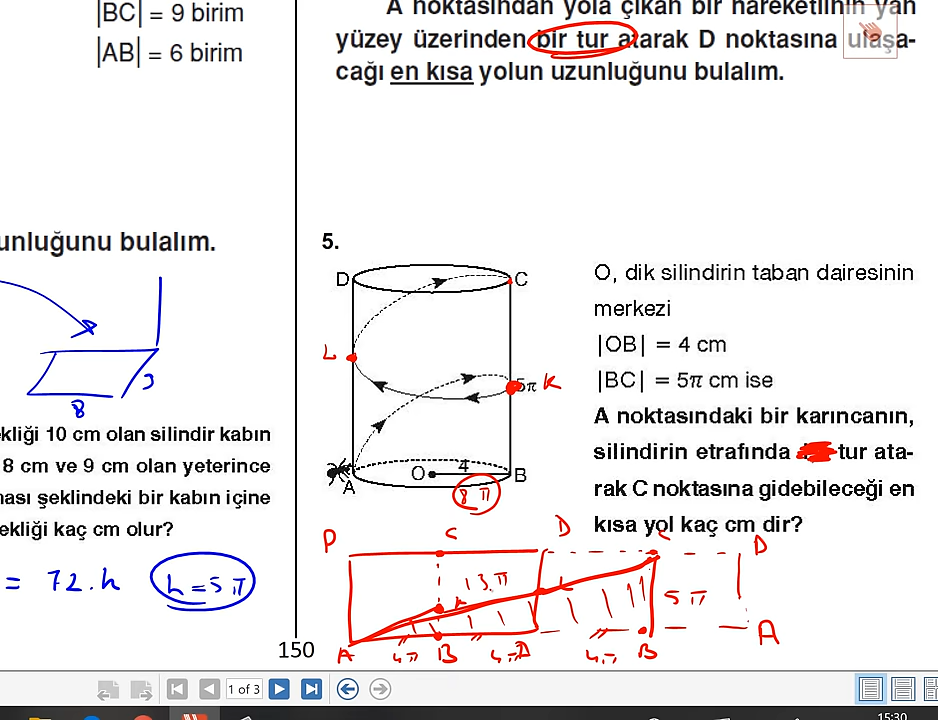 |BC| = 9 birim
|AB| = 6 birim
unluğunu bulalım.
8
kliği 10 cm olan silindir kabın
8 cm ve 9 cm olan yeterince
ması şeklindeki bir kabın içine
ekliği kaç cm olur?
= 72.h h=5π
A noktasından yola çıkan bir hareketlinin yan
yüzey üzerinden bir tur atarak D noktasına ulaşa-
cağı en kısa yolun uzunluğunu bulalım.
5.
D C
L
5π K
A O 4 B
8π
O, dik silindirin taban dairesinin
merkezi
|OB| = 4 cm
|BC| = 5π cm ise
A noktasındaki bir karıncanın,
silindirin etrafında tur ata-
rak C noktasına gidebileceği en
kısa yol kaç cm dir?
D C D C D
13π
K L 5π
A 4π B 4π 4π B A
150
1 of 3
15:30